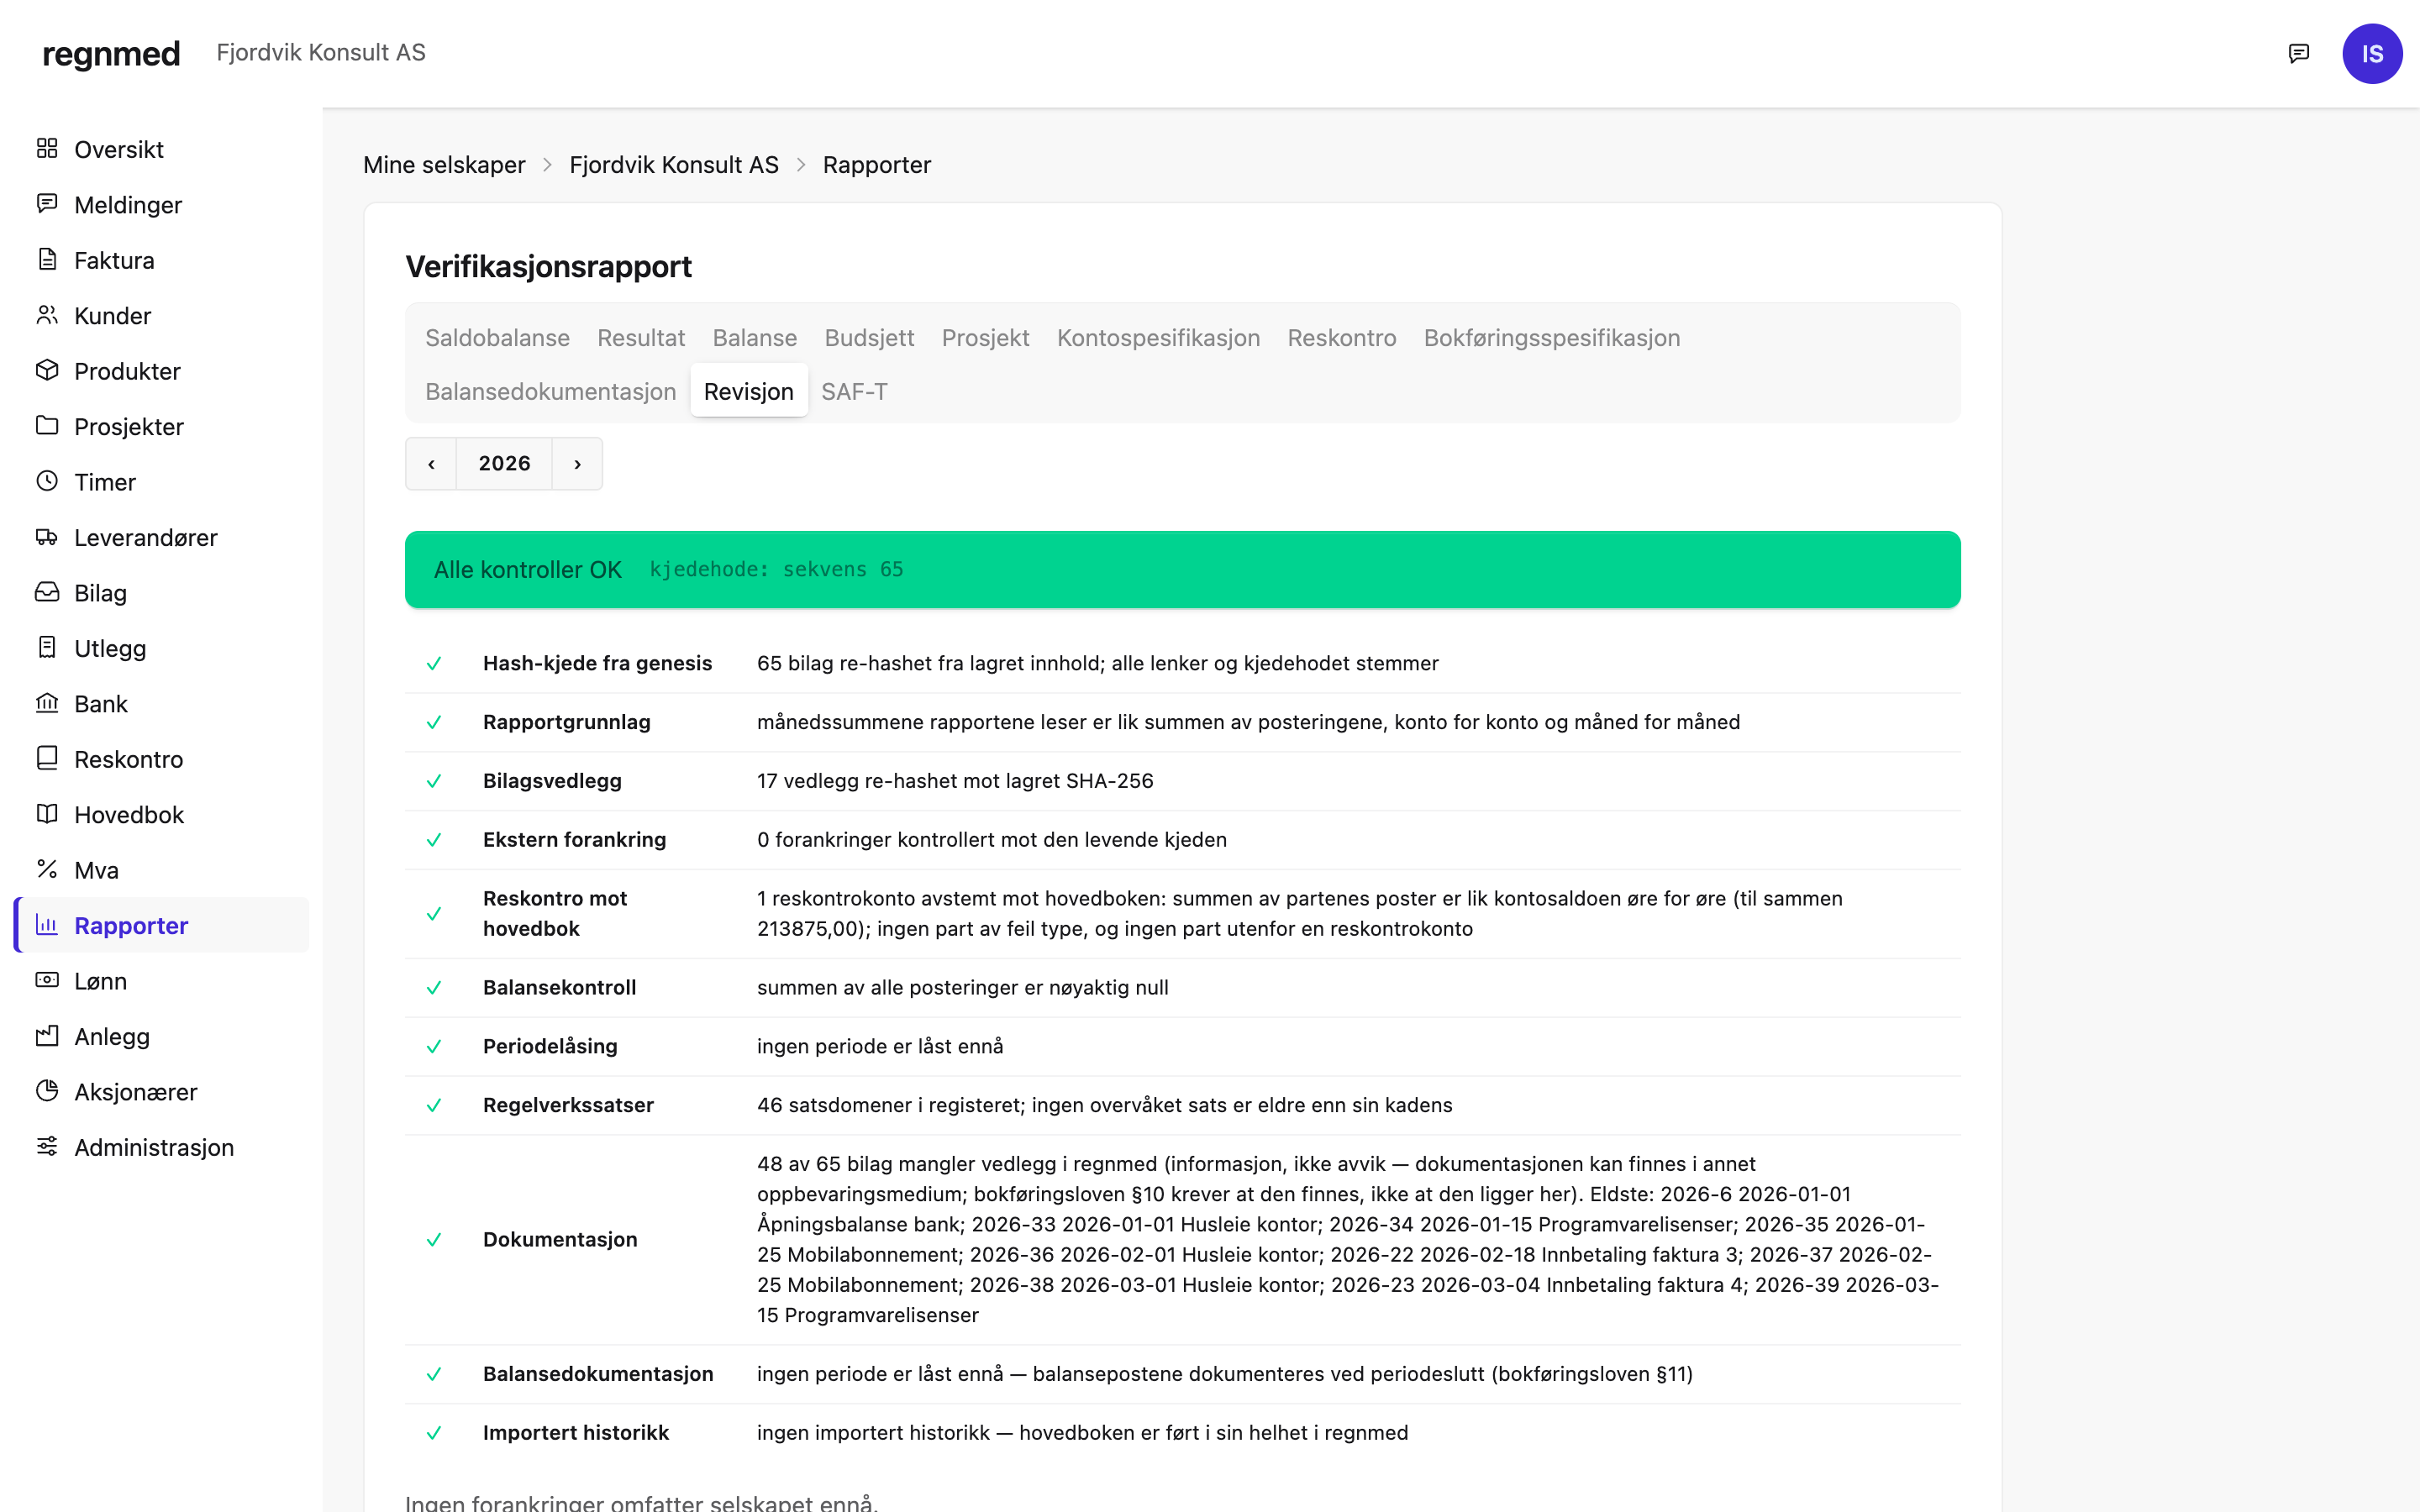 regnmed
Fjordvik Konsult AS
IS
Oversikt
Meldinger
Faktura
Kunder
Produkter
Prosjekter
Timer
Leverandører
Bilag
Utlegg
Bank
Reskontro
Hovedbok
Mva
Rapporter
Lønn
Anlegg
Aksjonærer
Administrasjon
Mine selskaper > Fjordvik Konsult AS > Rapporter
Verifikasjonsrapport
Saldobalanse Resultat Balanse Budsjett Prosjekt Kontospesifikasjon Reskontro Bokføringsspesifikasjon
Balansedokumentasjon Revisjon SAF-T
‹ 2026 ›
Alle kontroller OK kjedehode: sekvens 65
Hash-kjede fra genesis 65 bilag re-hashet fra lagret innhold; alle lenker og kjedehodet stemmer
Rapportgrunnlag månedssummene rapportene leser er lik summen av posteringene, konto for konto og måned for måned
Bilagsvedlegg 17 vedlegg re-hashet mot lagret SHA-256
Ekstern forankring 0 forankringer kontrollert mot den levende kjeden
Reskontro mot
hovedbok
1 reskontrokonto avstemt mot hovedboken: summen av partenes poster er lik kontosaldoen øre for øre (til sammen
213875,00); ingen part av feil type, og ingen part utenfor en reskontrokonto
Balansekontroll summen av alle posteringer er nøyaktig null
Periodelåsing ingen periode er låst ennå
Regelverkssatser 46 satsdomener i registeret; ingen overvåket sats er eldre enn sin kadens
Dokumentasjon
48 av 65 bilag mangler vedlegg i regnmed (informasjon, ikke avvik — dokumentasjonen kan finnes i annet
oppbevaringsmedium; bokføringsloven §10 krever at den finnes, ikke at den ligger her). Eldste: 2026-6 2026-01-01
Åpningsbalanse bank; 2026-33 2026-01-01 Husleie kontor; 2026-34 2026-01-15 Programvarelisenser; 2026-35 2026-01-
25 Mobilabonnement; 2026-36 2026-02-01 Husleie kontor; 2026-22 2026-02-18 Innbetaling faktura 3; 2026-37 2026-02-
25 Mobilabonnement; 2026-38 2026-03-01 Husleie kontor; 2026-23 2026-03-04 Innbetaling faktura 4; 2026-39 2026-03-
15 Programvarelisenser
Balansedokumentasjon ingen periode er låst ennå — balansepostene dokumenteres ved periodeslutt (bokføringsloven §11)
Importert historikk ingen importert historikk — hovedboken er ført i sin helhet i regnmed
Ingen forankringer omfatter selskapet ennå.